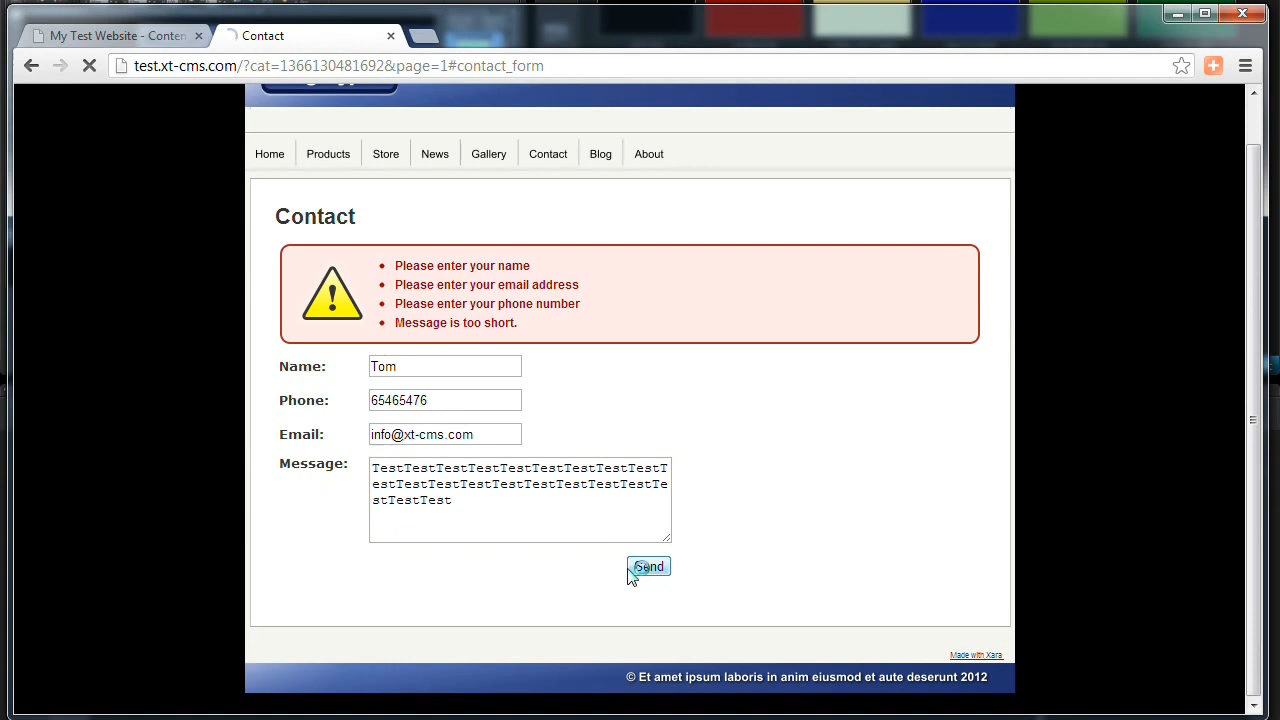 My Test Website - Conten
Contact
test.xt-cms.com/?cat=1366130481692&page=1#contact_form
Home
Products
Store
News
Gallery
Contact
Blog
About
Contact
Please enter your name
Please enter your email address
Please enter your phone number
Message is too short.
Name:
Tom
Phone:
65465476
Email:
info@xt-cms.com
Message:
TestTestTestTestTestTestTestTestTestT
estTestTestTestTestTestTestTestTestTe
stTestTest
Send
Made with Xara
© Et amet ipsum laboris in anim eiusmod et aute deserunt 2012